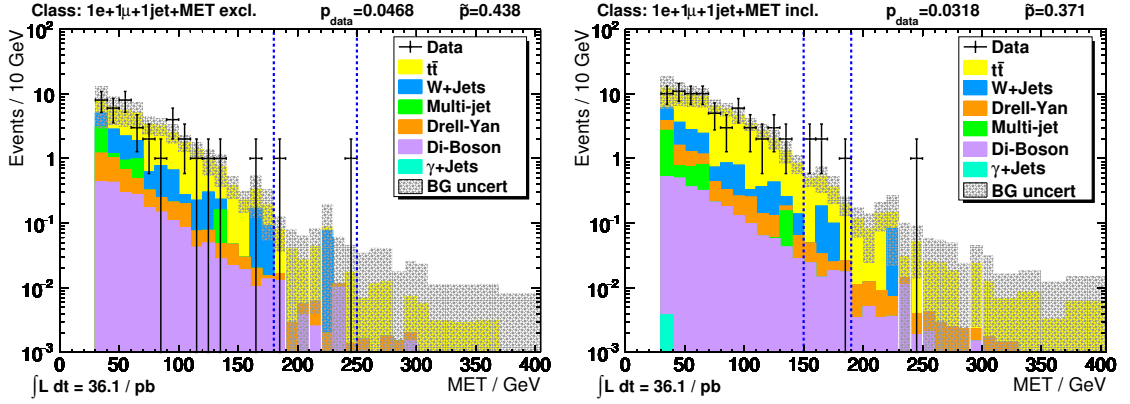 Class: 1e+1μ+1jet+MET excl. p_data=0.0468 p̃=0.438
Events / 10 GeV
10²
10
1
10⁻¹
10⁻²
10⁻³
Data
tt̄
W+Jets
Multi-jet
Drell-Yan
Di-Boson
γ+Jets
BG uncert
0 50 100 150 200 250 300 350 400
∫L dt = 36.1 / pb
MET / GeV
Class: 1e+1μ+1jet+MET incl. p_data=0.0318 p̃=0.371
Events / 10 GeV
10²
10
1
10⁻¹
10⁻²
10⁻³
Data
tt̄
W+Jets
Drell-Yan
Multi-jet
Di-Boson
γ+Jets
BG uncert
0 50 100 150 200 250 300 350 400
∫L dt = 36.1 / pb
MET / GeV